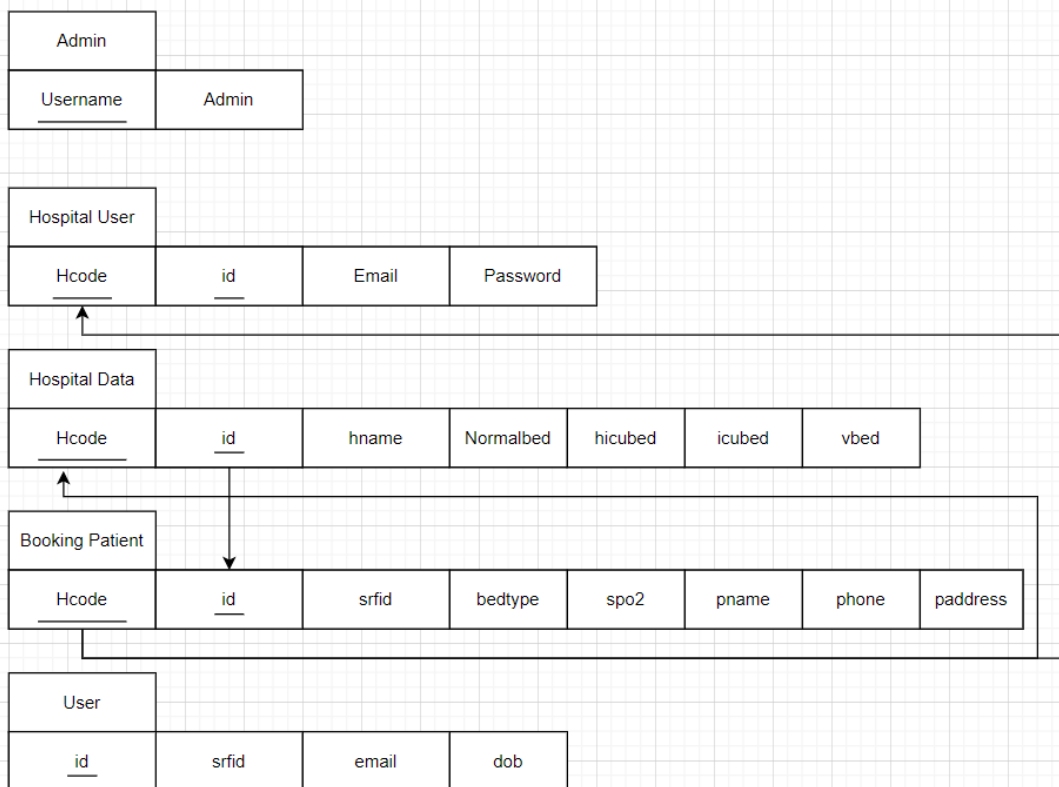 Admin
Username Admin
Hospital User
Hcode id Email Password
Hospital Data
Hcode id hname Normalbed hicubed icubed vbed
Booking Patient
Hcode id srfid bedtype spo2 pname phone paddress
User
id srfid email dob